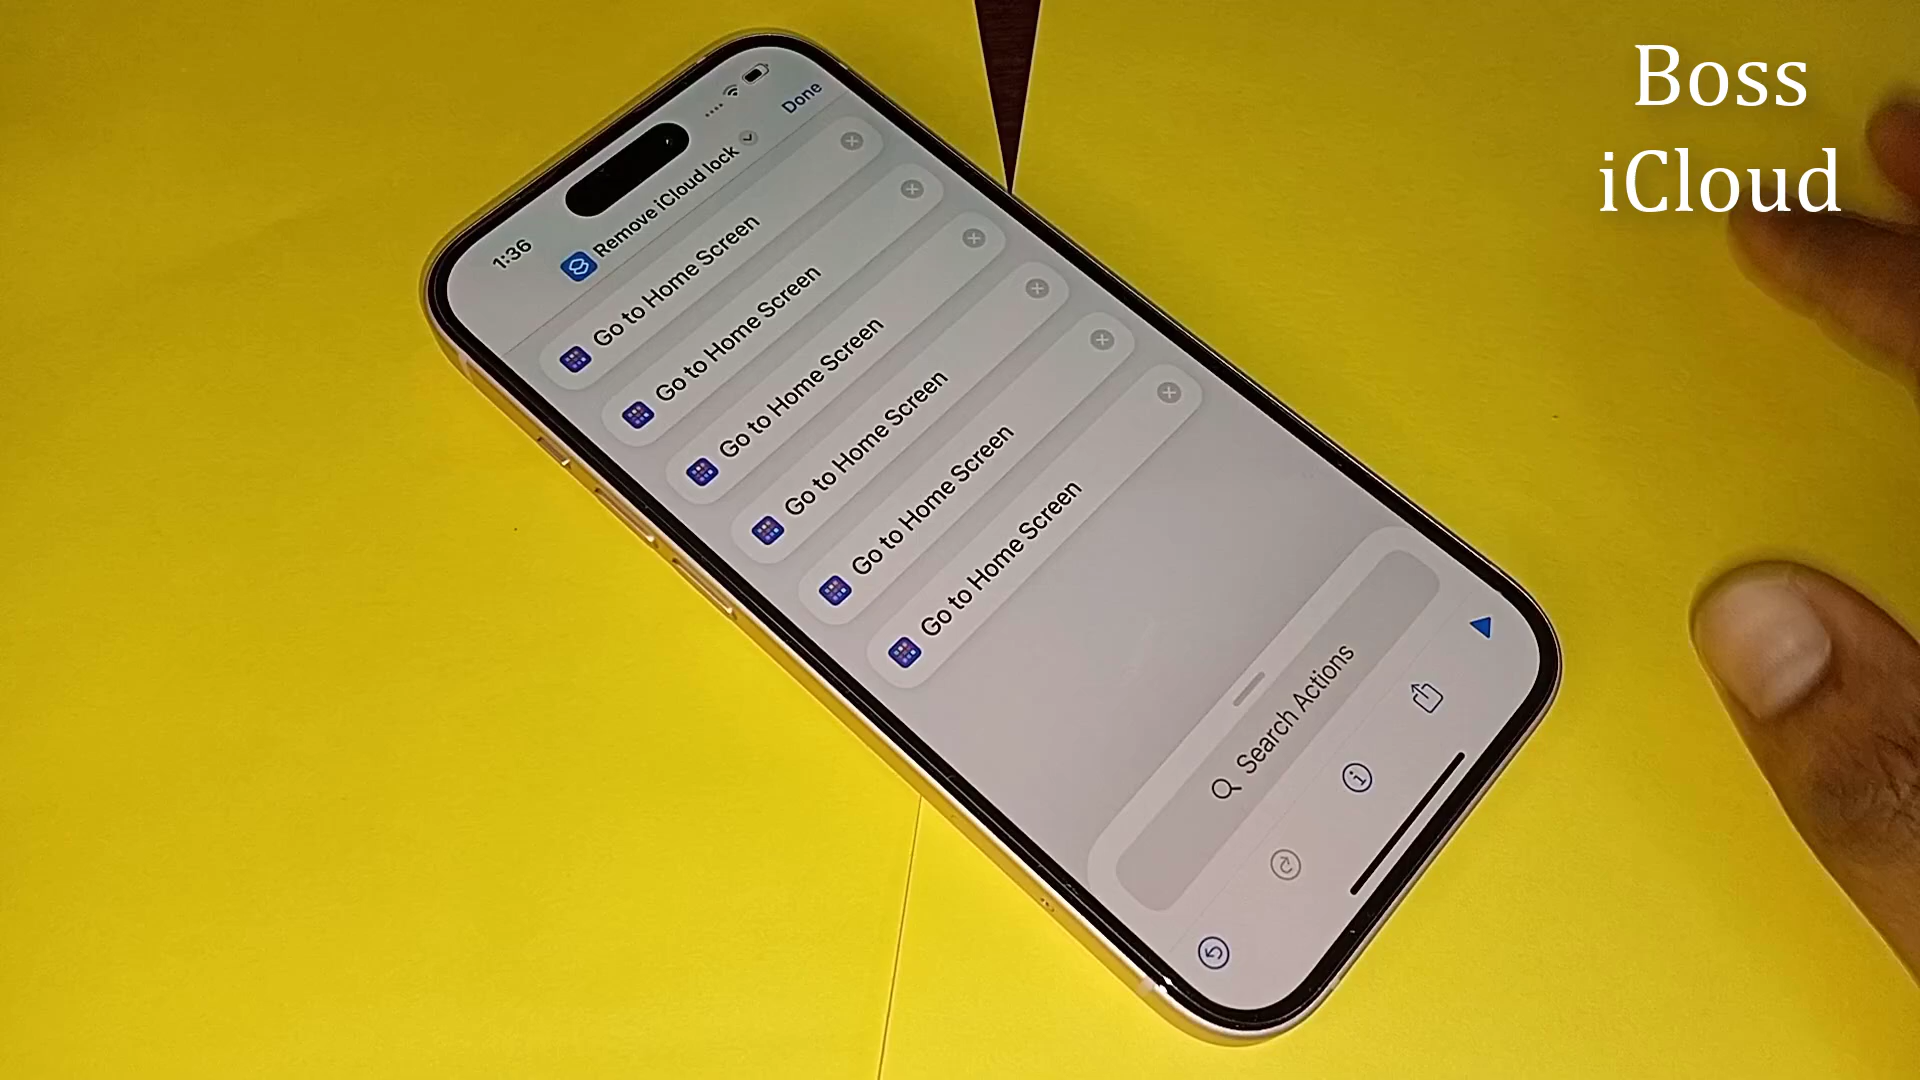 Boss
iCloud
1:36
Remove iCloud lock
Done
Go to Home Screen
Go to Home Screen
Go to Home Screen
Go to Home Screen
Go to Home Screen
Go to Home Screen
Search Actions